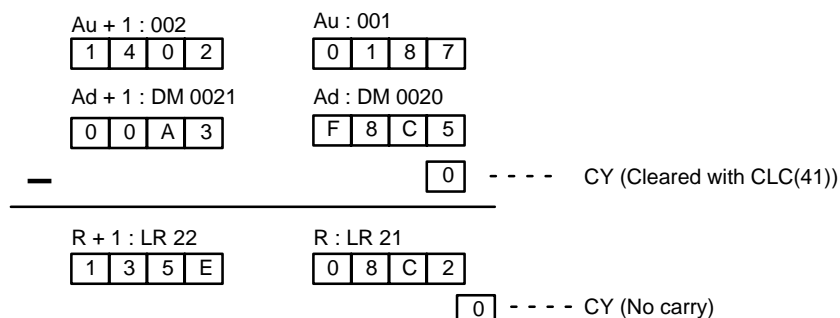 Au + 1 : 002 Au : 001
1 4 0 2 0 1 8 7
Ad + 1 : DM 0021 Ad : DM 0020
0 0 A 3 F 8 C 5
– 0 - - - - CY (Cleared with CLC(41))
R + 1 : LR 22 R : LR 21
1 3 5 E 0 8 C 2
0 - - - - CY (No carry)